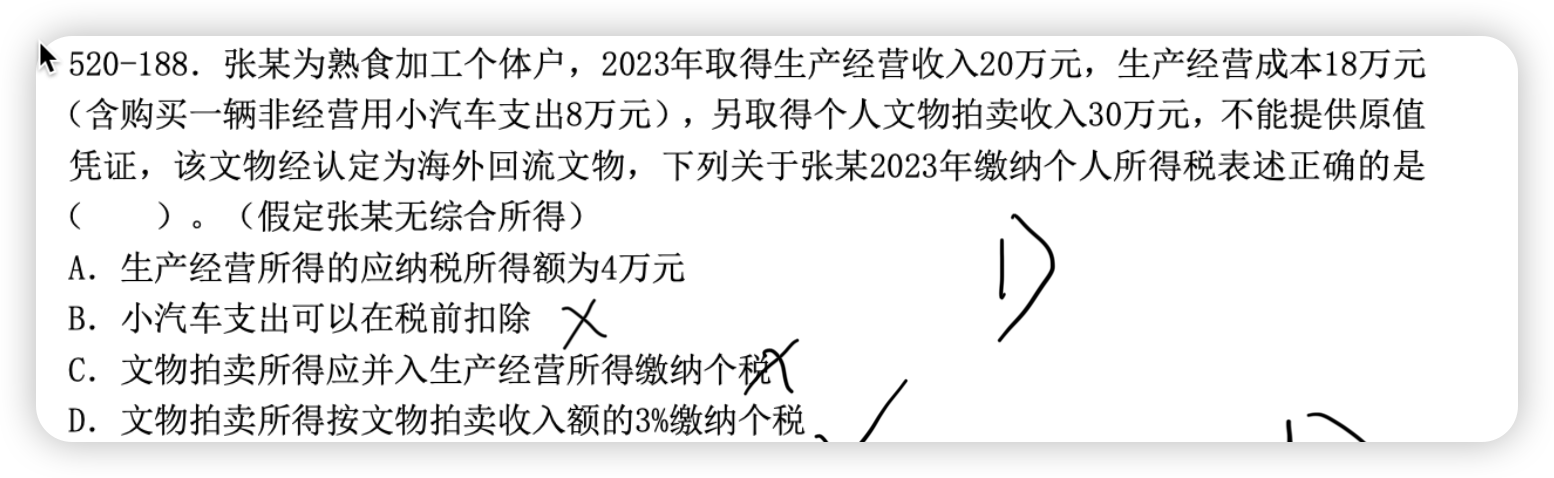 520-188. 张某为熟食加工个体户，2023年取得生产经营收入20万元，生产经营成本18万元
（含购买一辆非经营用小汽车支出8万元），另取得个人文物拍卖收入30万元，不能提供原值
凭证，该文物经认定为海外回流文物，下列关于张某2023年缴纳个人所得税表述正确的是
（　　）。（假定张某无综合所得）
A. 生产经营所得的应纳税所得额为4万元
B. 小汽车支出可以在税前扣除
C. 文物拍卖所得应并入生产经营所得缴纳个税
D. 文物拍卖所得按文物拍卖收入额的3%缴纳个税
D